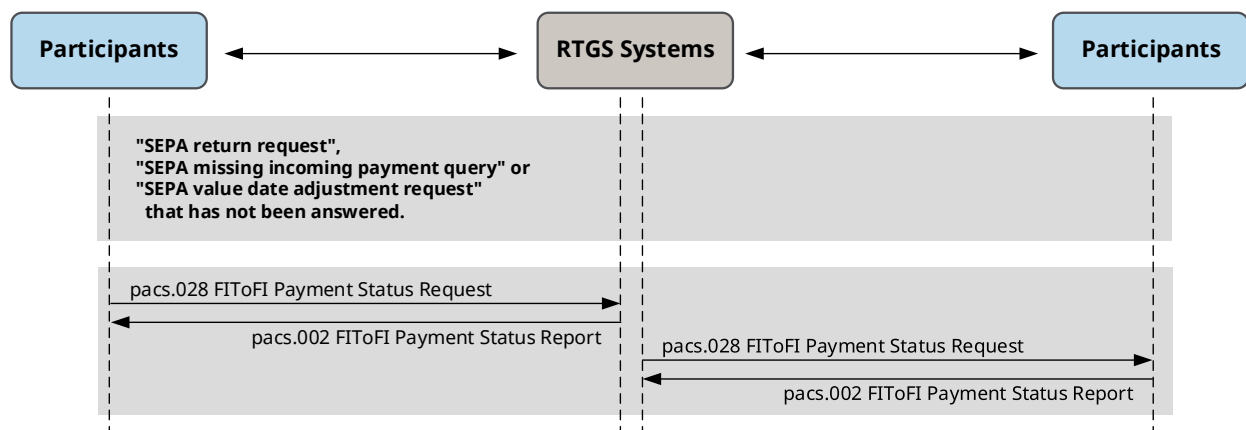 Participants
RTGS Systems
Participants
"SEPA return request",
"SEPA missing incoming payment query" or
"SEPA value date adjustment request"
that has not been answered.
pacs.028 FIToFI Payment Status Request
pacs.002 FIToFI Payment Status Report
pacs.028 FIToFI Payment Status Request
pacs.002 FIToFI Payment Status Report